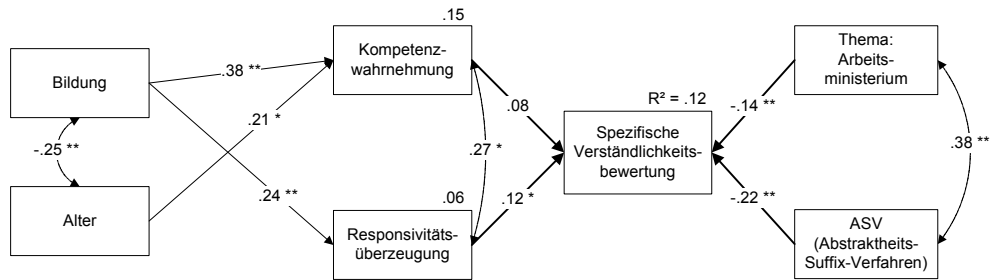 .15
Kompetenz-
wahrnehmung
Thema:
Arbeits-
ministerium
Bildung
.38 **
R² = .12
.08
-.14 **
.21 *
Spezifische
Verständlichkeits-
bewertung
-.25 **
.27 *
.38 **
.24 **
.06
.12 *
-.22 **
Alter
Responsivitäts-
überzeugung
ASV
(Abstraktheits-
Suffix-Verfahren)